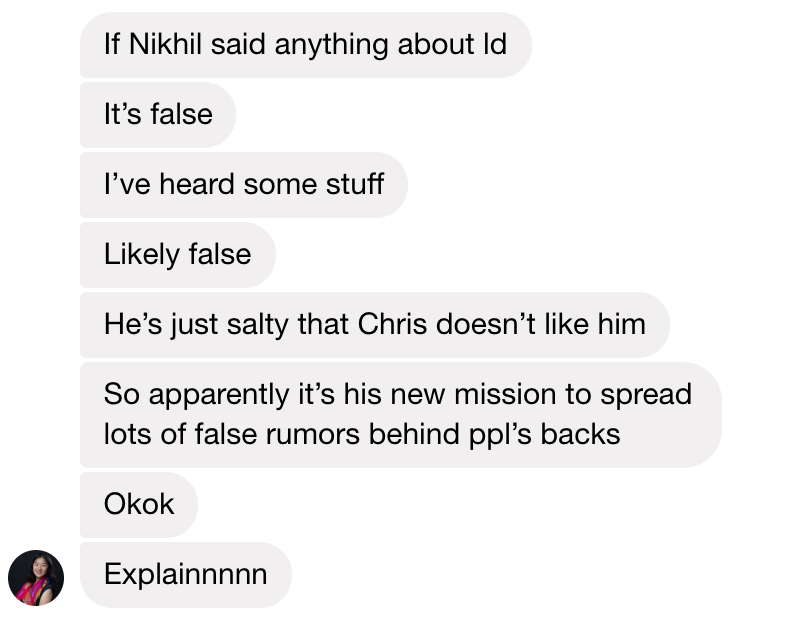 If Nikhil said anything about ld
It’s false
I’ve heard some stuff
Likely false
He’s just salty that Chris doesn’t like him
So apparently it’s his new mission to spread
lots of false rumors behind ppl’s backs
Okok
Explainnnnn